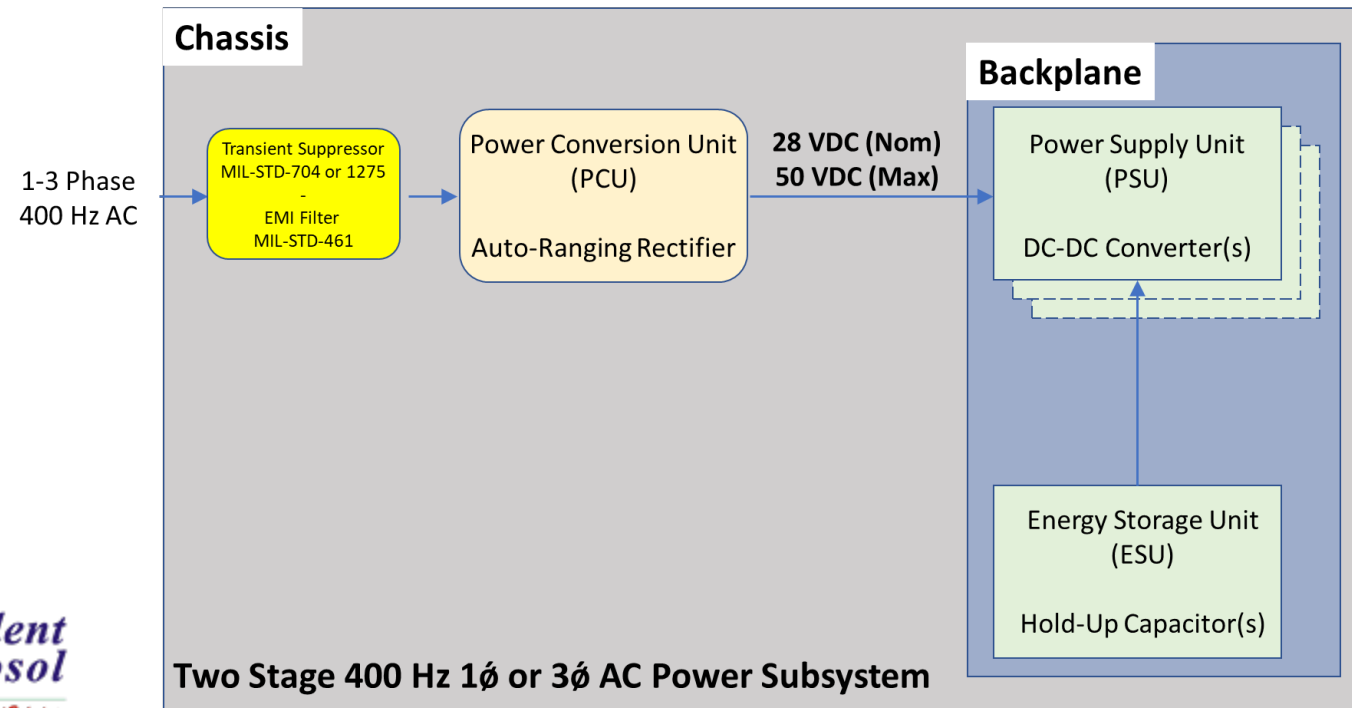 Chassis
Backplane
1-3 Phase
400 Hz AC
Transient Suppressor
MIL-STD-704 or 1275
-
EMI Filter
MIL-STD-461
Power Conversion Unit
(PCU)
Auto-Ranging Rectifier
28 VDC (Nom)
50 VDC (Max)
Power Supply Unit
(PSU)
DC-DC Converter(s)
Energy Storage Unit
(ESU)
Hold-Up Capacitor(s)
Two Stage 400 Hz 1ǿ or 3ǿ AC Power Subsystem